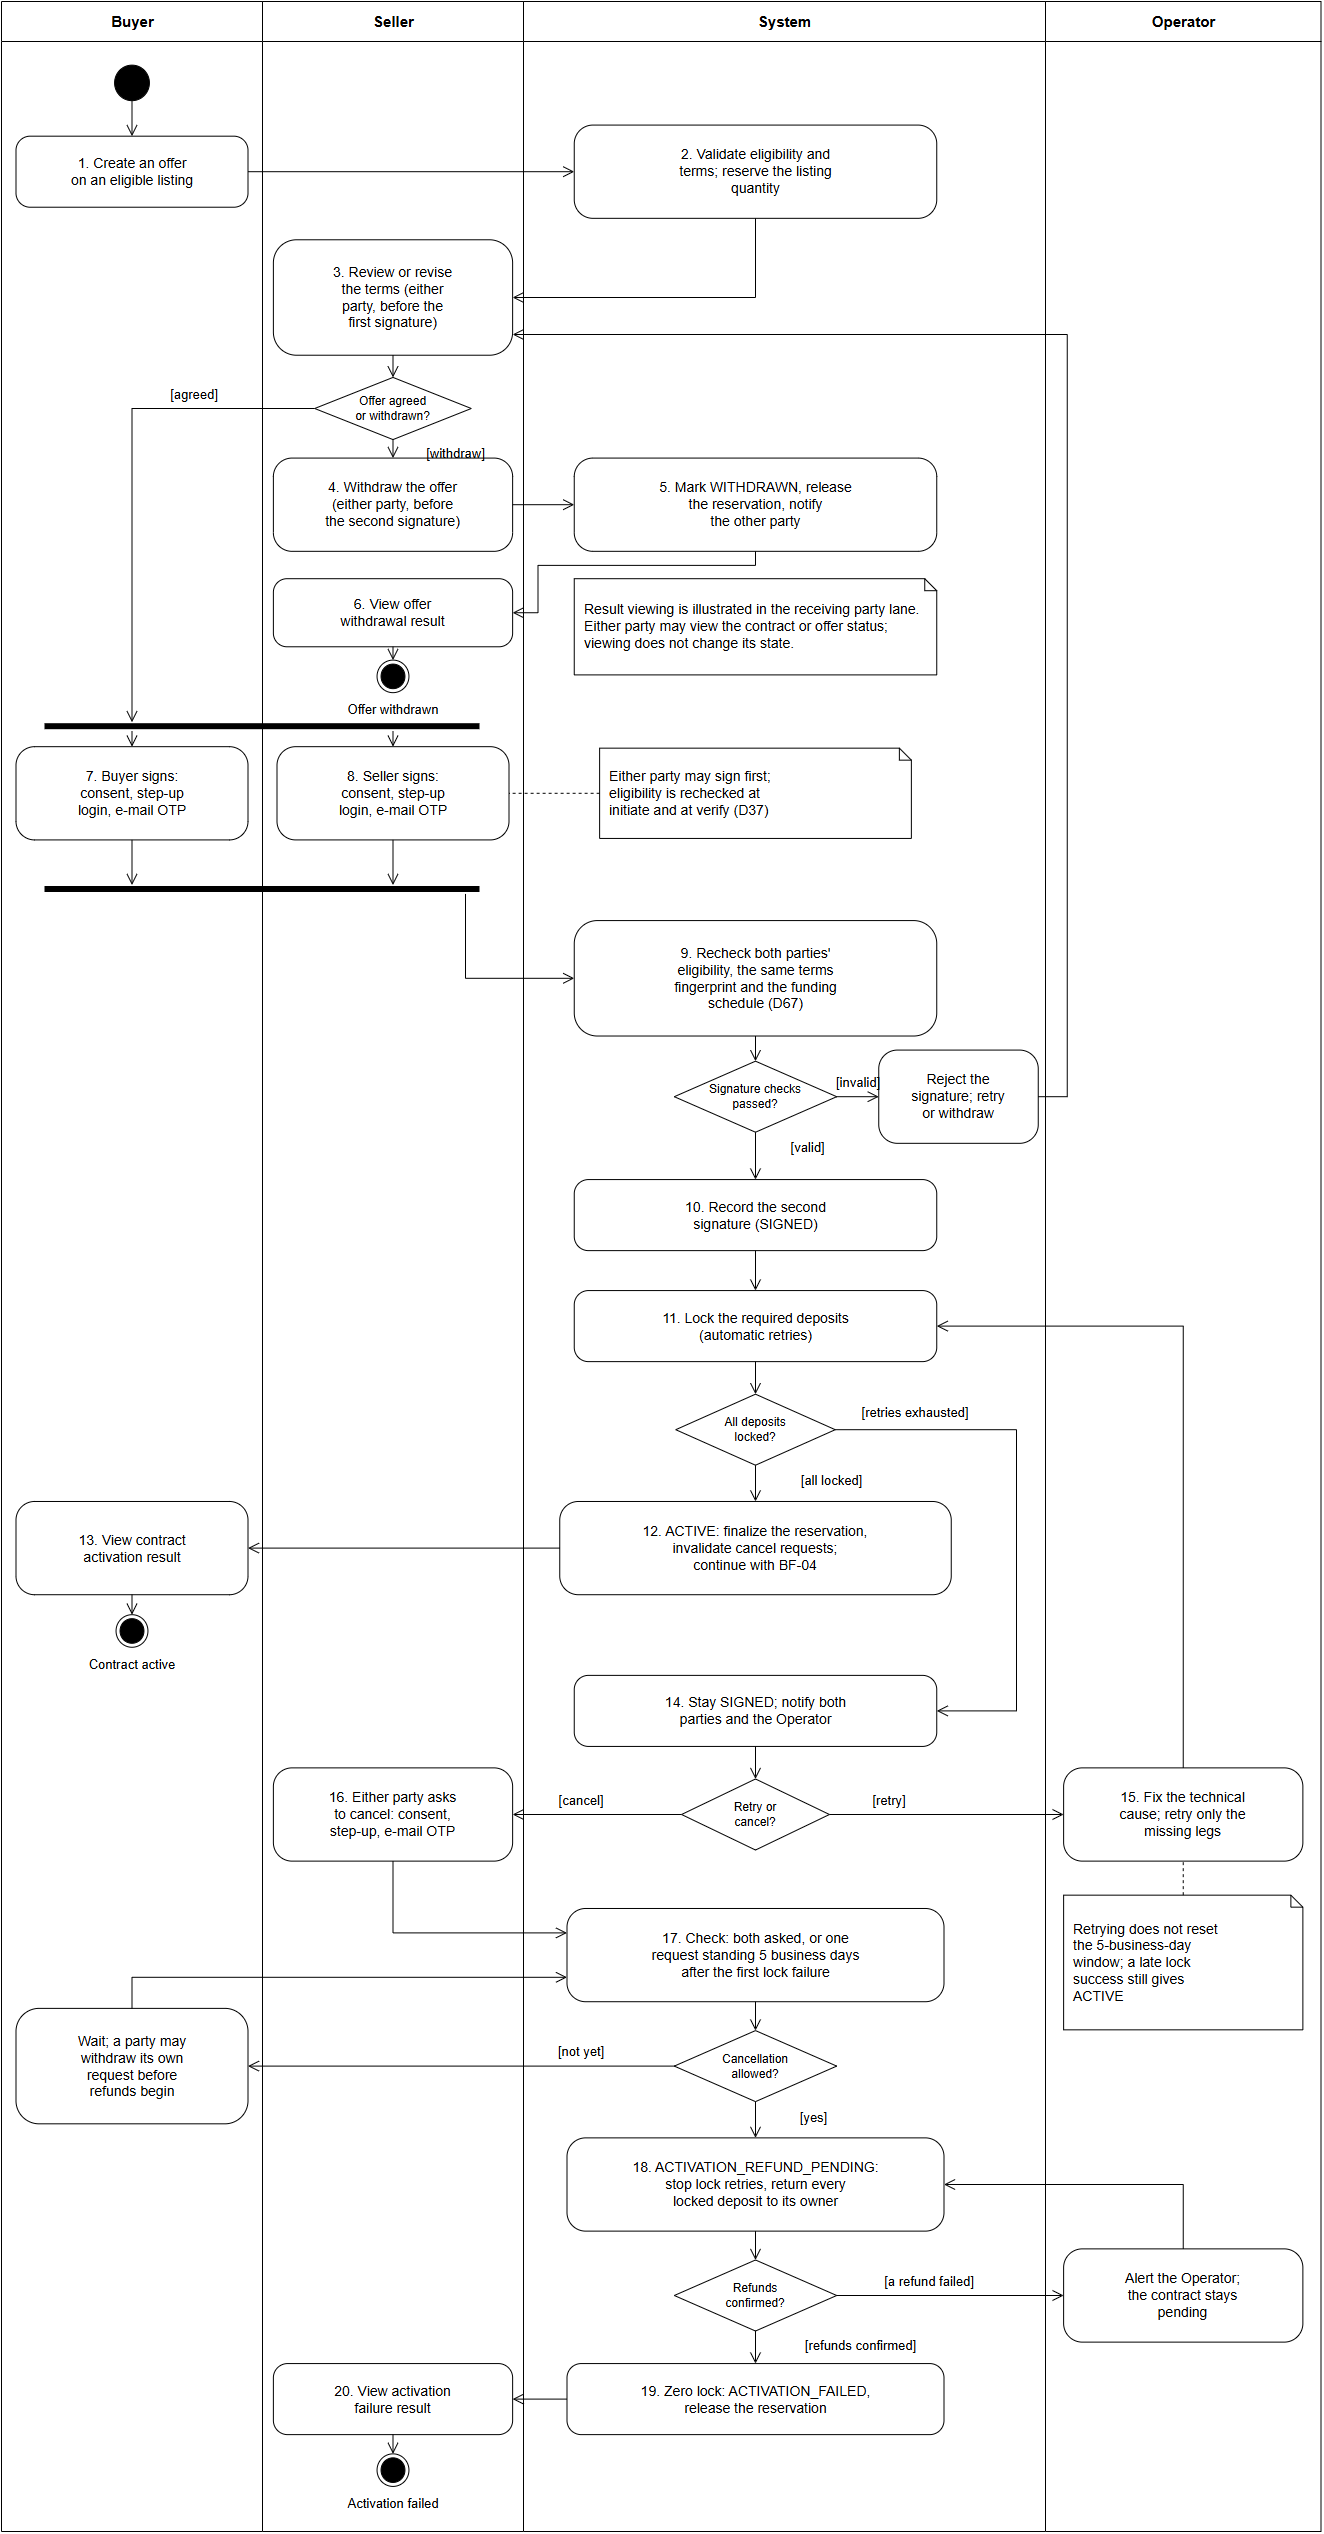 Buyer
Seller
System
Operator
1. Create an offer
on an eligible listing
2. Validate eligibility and
terms; reserve the listing
quantity
3. Review or revise
the terms (either
party, before the
first signature)
[agreed]
Offer agreed
or withdrawn?
[withdraw]
4. Withdraw the offer
(either party, before
the second signature)
5. Mark WITHDRAWN, release
the reservation, notify
the other party
6. View offer
withdrawal result
Result viewing is illustrated in the receiving party lane.
Either party may view the contract or offer status;
viewing does not change its state.
Offer withdrawn
7. Buyer signs:
consent, step-up
login, e-mail OTP
8. Seller signs:
consent, step-up
login, e-mail OTP
Either party may sign first;
eligibility is rechecked at
initiate and at verify (D37)
9. Recheck both parties'
eligibility, the same terms
fingerprint and the funding
schedule (D67)
Signature checks
passed?
[invalid]
Reject the
signature; retry
or withdraw
[valid]
10. Record the second
signature (SIGNED)
11. Lock the required deposits
(automatic retries)
All deposits
locked?
[retries exhausted]
[all locked]
13. View contract
activation result
12. ACTIVE: finalize the reservation,
invalidate cancel requests;
continue with BF-04
Contract active
14. Stay SIGNED; notify both
parties and the Operator
16. Either party asks
to cancel: consent,
step-up, e-mail OTP
[cancel]
Retry or
cancel?
[retry]
15. Fix the technical
cause; retry only the
missing legs
17. Check: both asked, or one
request standing 5 business days
after the first lock failure
Retrying does not reset
the 5-business-day
window; a late lock
success still gives
ACTIVE
Wait; a party may
withdraw its own
request before
refunds begin
[not yet]
Cancellation
allowed?
[yes]
18. ACTIVATION_REFUND_PENDING:
stop lock retries, return every
locked deposit to its owner
Refunds
confirmed?
[a refund failed]
Alert the Operator;
the contract stays
pending
[refunds confirmed]
20. View activation
failure result
19. Zero lock: ACTIVATION_FAILED,
release the reservation
Activation failed